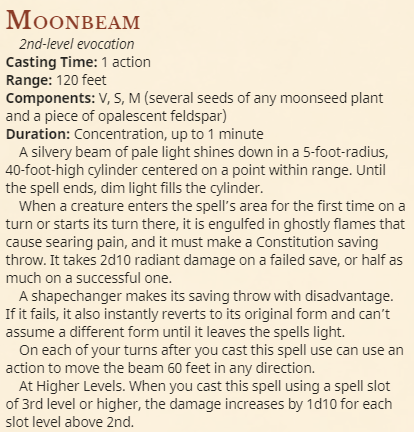 Moonbeam
2nd-level evocation
Casting Time: 1 action
Range: 120 feet
Components: V, S, M (several seeds of any moonseed plant
and a piece of opalescent feldspar)
Duration: Concentration, up to 1 minute
A silvery beam of pale light shines down in a 5-foot-radius,
40-foot-high cylinder centered on a point within range. Until
the spell ends, dim light fills the cylinder.
When a creature enters the spell's area for the first time on a
turn or starts its turn there, it is engulfed in ghostly flames that
cause searing pain, and it must make a Constitution saving
throw. It takes 2d10 radiant damage on a failed save, or half as
much on a successful one.
A shapechanger makes its saving throw with disadvantage.
If it fails, it also instantly reverts to its original form and can't
assume a different form until it leaves the spells light.
On each of your turns after you cast this spell use can use an
action to move the beam 60 feet in any direction.
At Higher Levels. When you cast this spell using a spell slot
of 3rd level or higher, the damage increases by 1d10 for each
slot level above 2nd.